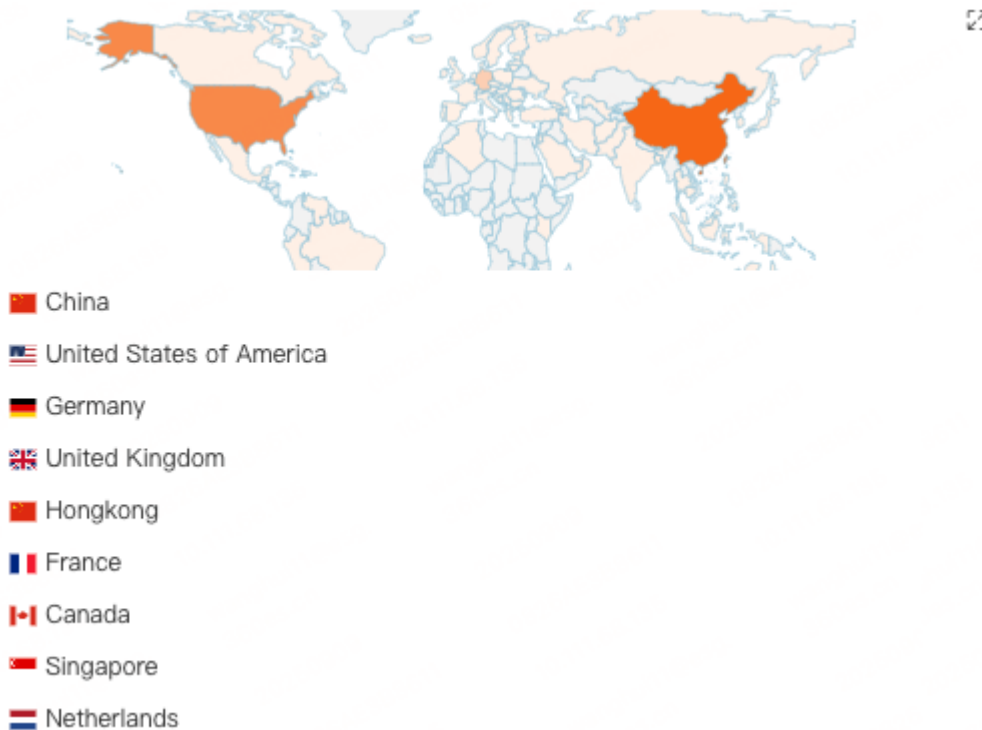 China
United States of America
Germany
United Kingdom
Hongkong
France
Canada
Singapore
Netherlands